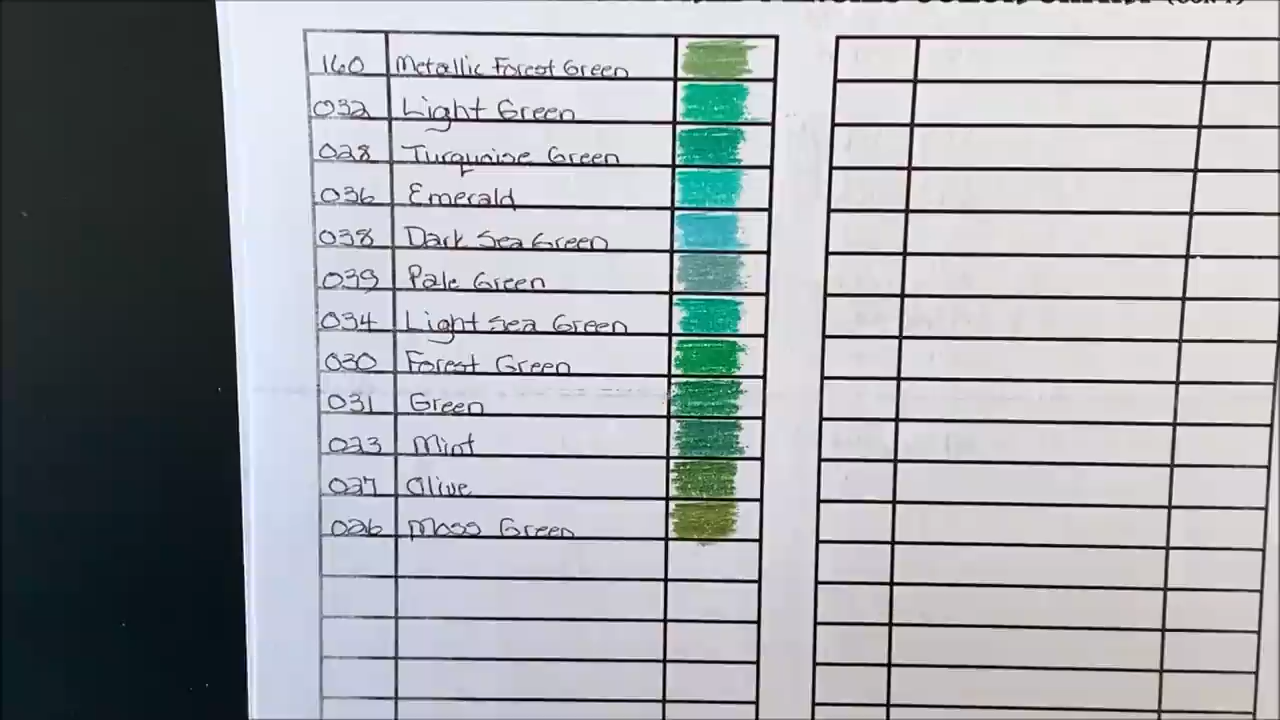 160 Metallic Forest Green
032 Light Green
028 Turquoise Green
036 Emerald
038 Dark Sea Green
039 Pale Green
034 Light Sea Green
030 Forest Green
031 Green
023 Mint
027 Olive
026 Moss Green